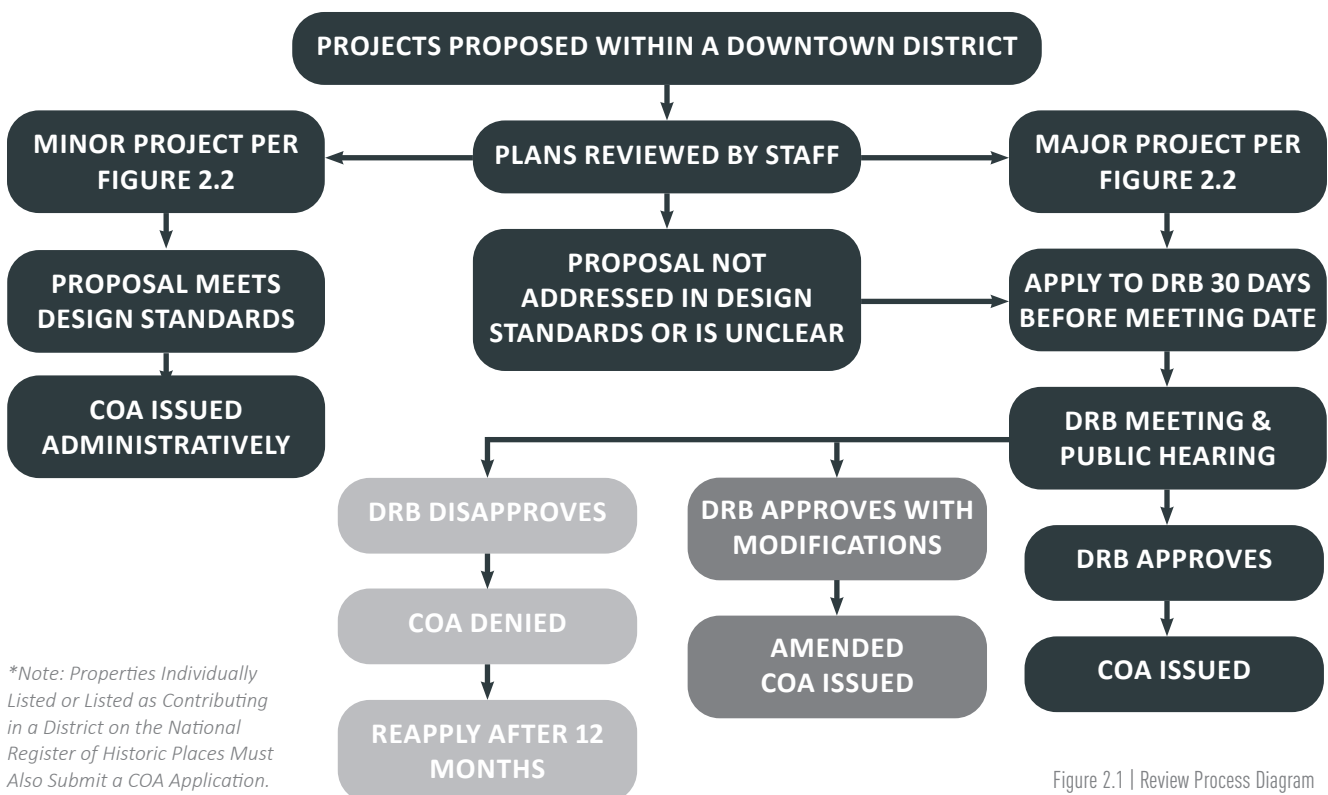 PROJECTS PROPOSED WITHIN A DOWNTOWN DISTRICT
MINOR PROJECT PER
FIGURE 2.2
PLANS REVIEWED BY STAFF
MAJOR PROJECT PER
FIGURE 2.2
PROPOSAL MEETS
DESIGN STANDARDS
PROPOSAL NOT
ADDRESSED IN DESIGN
STANDARDS OR IS UNCLEAR
APPLY TO DRB 30 DAYS
BEFORE MEETING DATE
COA ISSUED
ADMINISTRATIVELY
DRB MEETING &
PUBLIC HEARING
DRB DISAPPROVES
DRB APPROVES WITH
MODIFICATIONS
DRB APPROVES
COA DENIED
AMENDED
COA ISSUED
COA ISSUED
REAPPLY AFTER 12
MONTHS
*Note: Properties Individually
Listed or Listed as Contributing
in a District on the National
Register of Historic Places Must
Also Submit a COA Application.
Figure 2.1 | Review Process Diagram